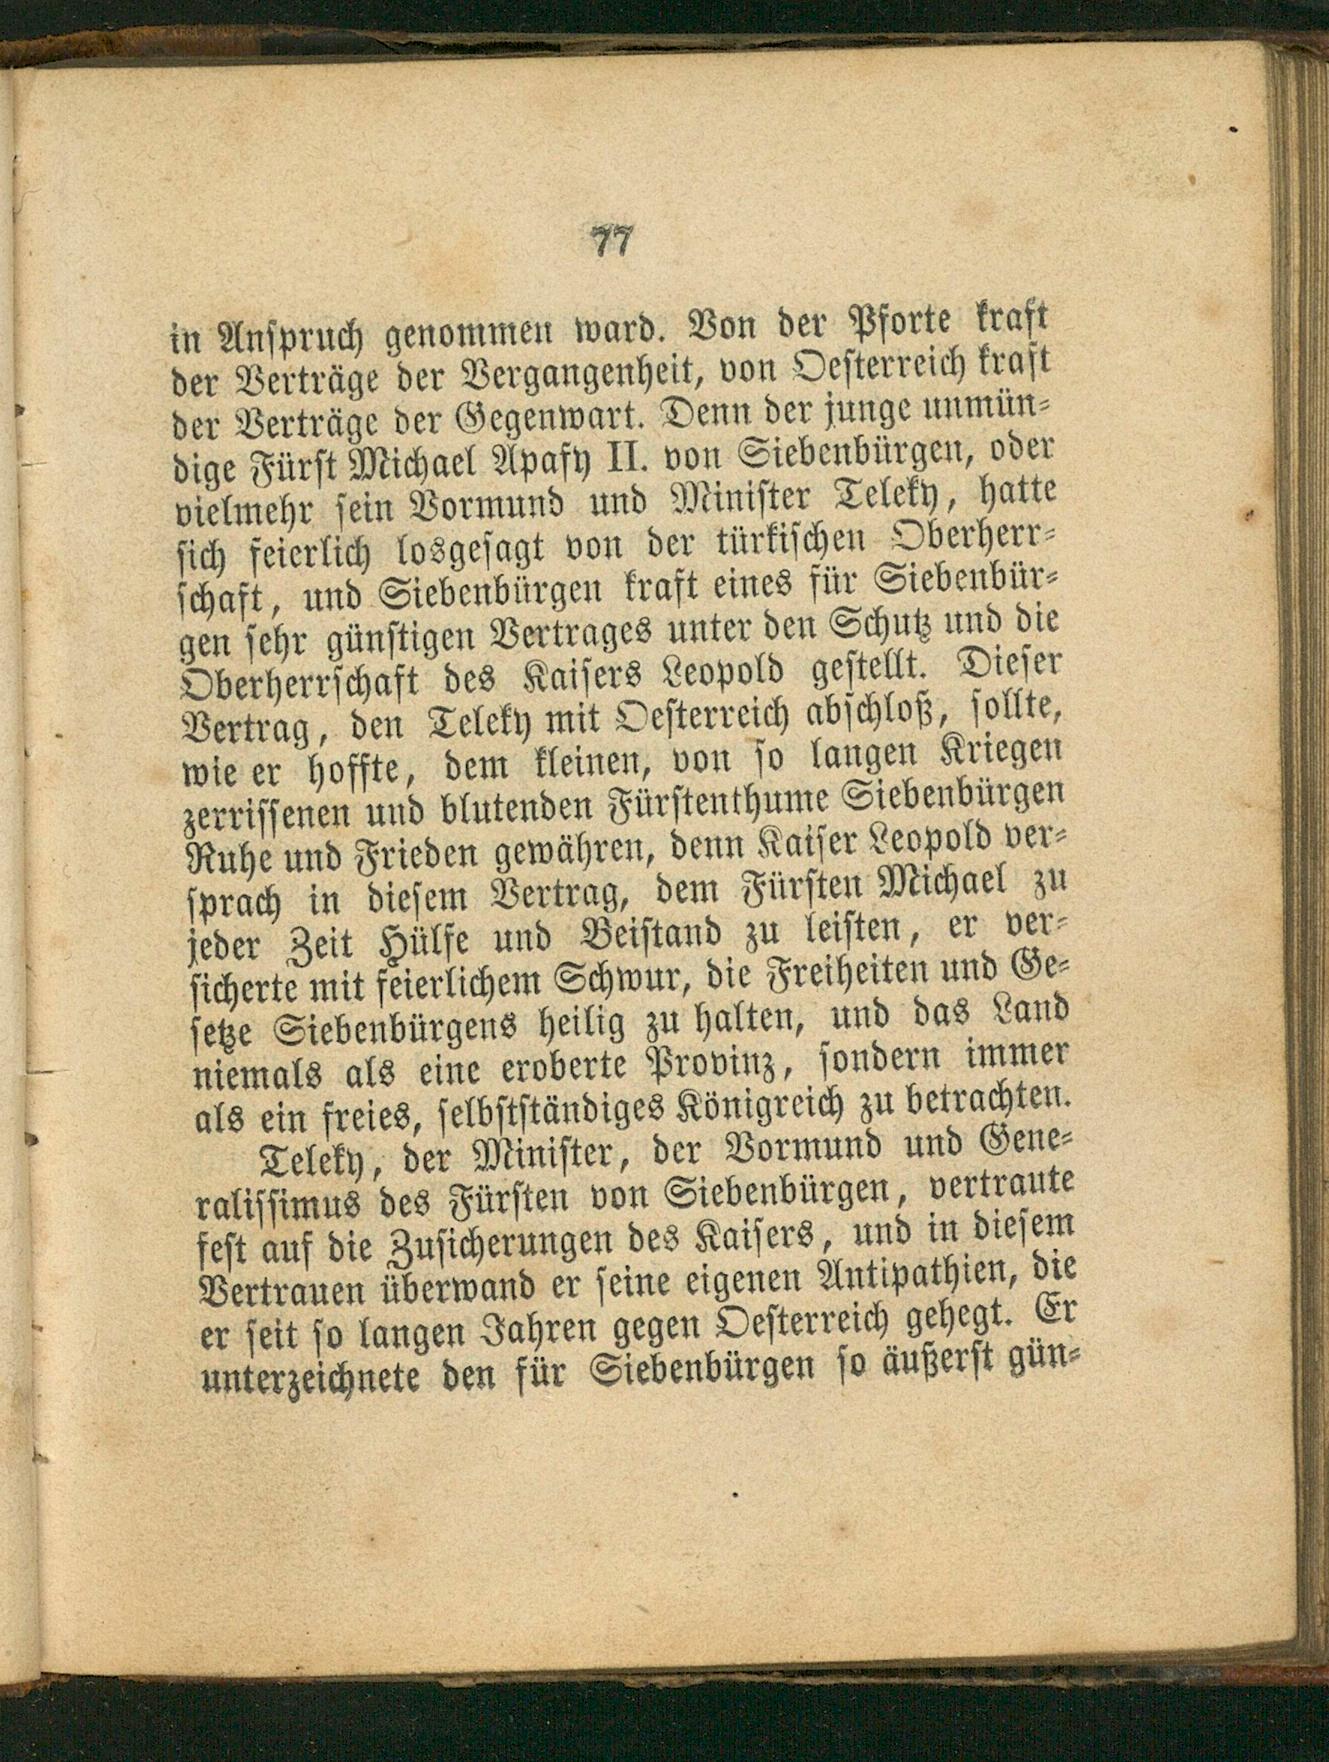 77
in Anspruch genommen ward. Von der Pforte kraft
der Verträge der Vergangenheit, von Oesterreich kraft
der Verträge der Gegenwart. Denn der junge unmün-
dige Fürst Michael Apafy II. von Siebenbürgen, oder
vielmehr sein Vormund und Minister Teleky, hatte
sich feierlich losgesagt von der türkischen Oberherr-
schaft, und Siebenbürgen kraft eines für Siebenbür-
gen sehr günstigen Vertrages unter den Schutz und die
Oberherrschaft des Kaisers Leopold gestellt. Dieser
Vertrag, den Teleky mit Oesterreich abschloß, sollte,
wie er hoffte, dem kleinen, von so langen Kriegen
zerrissenen und blutenden Fürstenthume Siebenbürgen
Ruhe und Frieden gewähren, denn Kaiser Leopold ver-
sprach in diesem Vertrag, dem Fürsten Michael zu
jeder Zeit Hülfe und Beistand zu leisten, er ver-
sicherte mit feierlichem Schwur, die Freiheiten und Ge-
setze Siebenbürgens heilig zu halten, und das Land
niemals als eine eroberte Provinz, sondern immer
als ein freies, selbstständiges Königreich zu betrachten.
Teleky, der Minister, der Vormund und Gene-
ralissimus des Fürsten von Siebenbürgen, vertraute
fest auf die Zusicherungen des Kaisers, und in diesem
Vertrauen überwand er seine eigenen Antipathien, die
er seit so langen Jahren gegen Oesterreich gehegt. Er
unterzeichnete den für Siebenbürgen so äußerst gün-